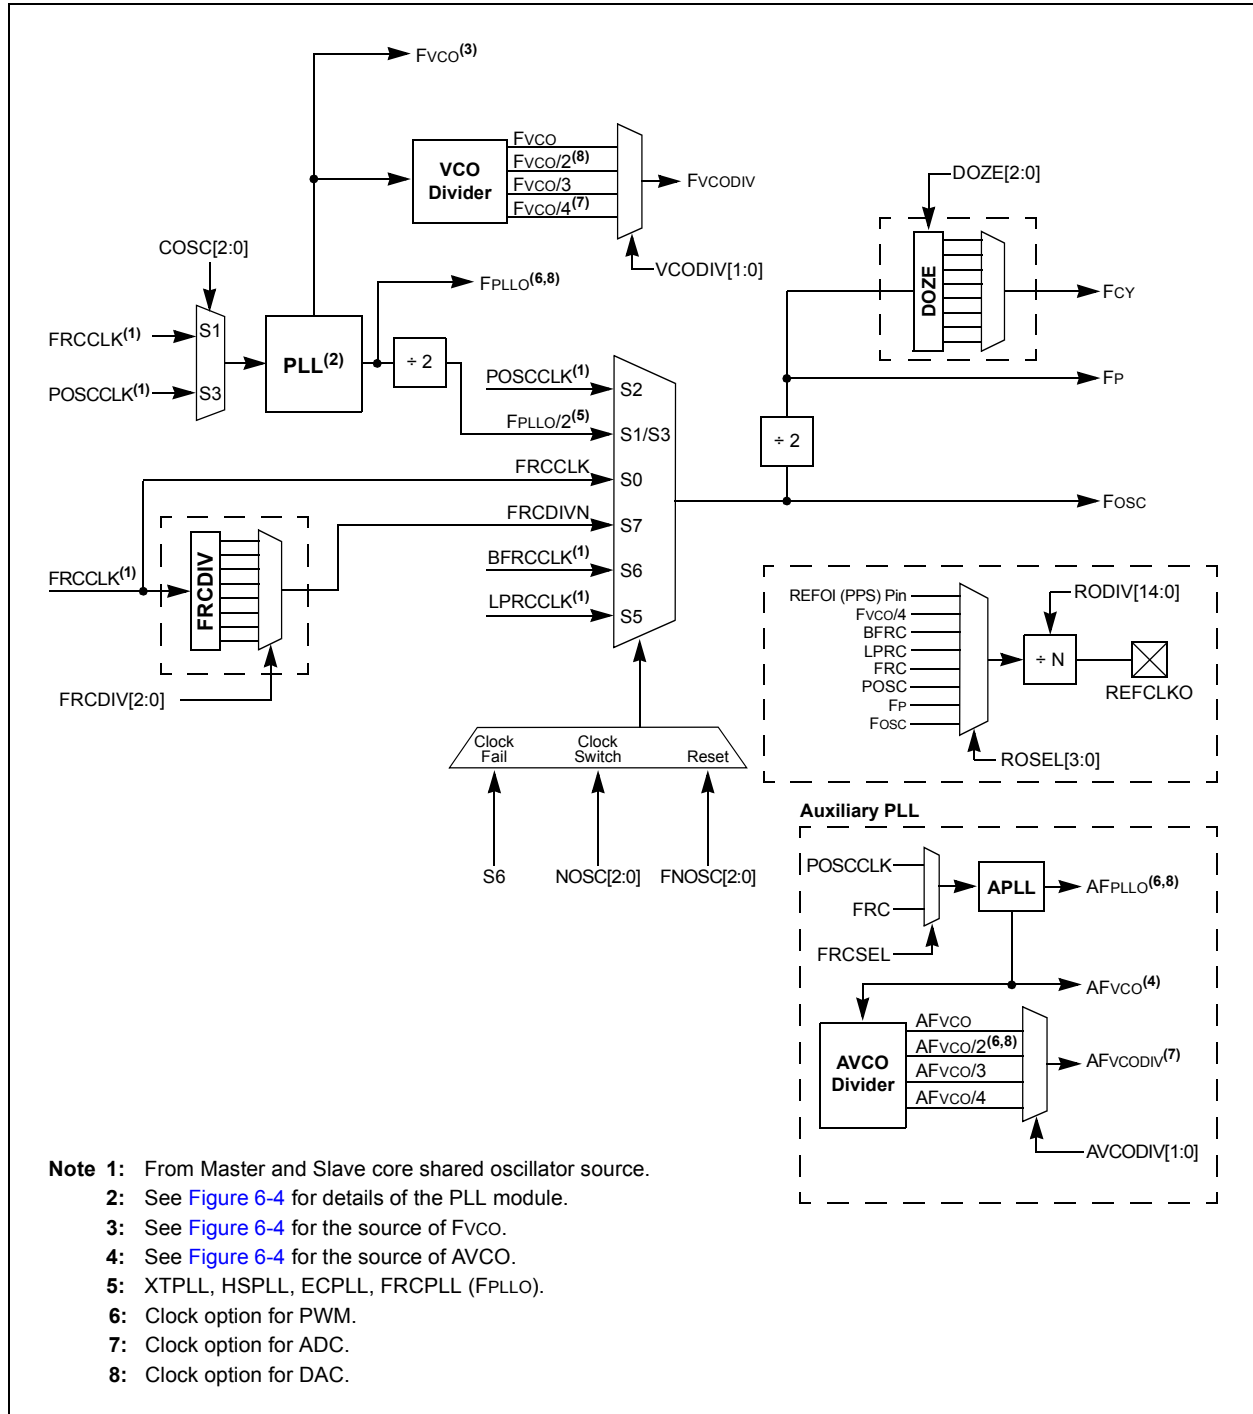 FVCO(3)
VCO
Divider
FVCO
FVCO/2(8)
FVCO/3
FVCO/4(7)
FVCODIV
VCODIV[1:0]
DOZE[2:0]
DOZE
FCY
FP
÷ 2
FOSC
COSC[2:0]
FRCCLK(1)
S1
POSCCLK(1)
S3
PLL(2)
FPLLO(6,8)
÷ 2
POSCCLK(1)
S2
FPLLO/2(5)
S1/S3
FRCCLK
S0
FRCDIVN
S7
BFRCCLK(1)
S6
LPRCCLK(1)
S5
FRCCLK(1)
FRCDIV
FRCDIV[2:0]
Clock
Fail
Clock
Switch
Reset
S6
NOSC[2:0]
FNOSC[2:0]
REFOI (PPS) Pin
FVCO/4
BFRC
LPRC
FRC
POSC
FP
FOSC
RODIV[14:0]
÷ N
REFCLKO
ROSEL[3:0]
Auxiliary PLL
POSCCLK
FRC
FRCSEL
APLL
AFPLLO(6,8)
AFVCO(4)
AVCO
Divider
AFVCO
AFVCO/2(6,8)
AFVCO/3
AFVCO/4
AFVCODIV(7)
AVCODIV[1:0]
Note 1: From Master and Slave core shared oscillator source.
2: See Figure 6-4 for details of the PLL module.
3: See Figure 6-4 for the source of FVCO.
4: See Figure 6-4 for the source of AVCO.
5: XTPLL, HSPLL, ECPLL, FRCPLL (FPLLO).
6: Clock option for PWM.
7: Clock option for ADC.
8: Clock option for DAC.